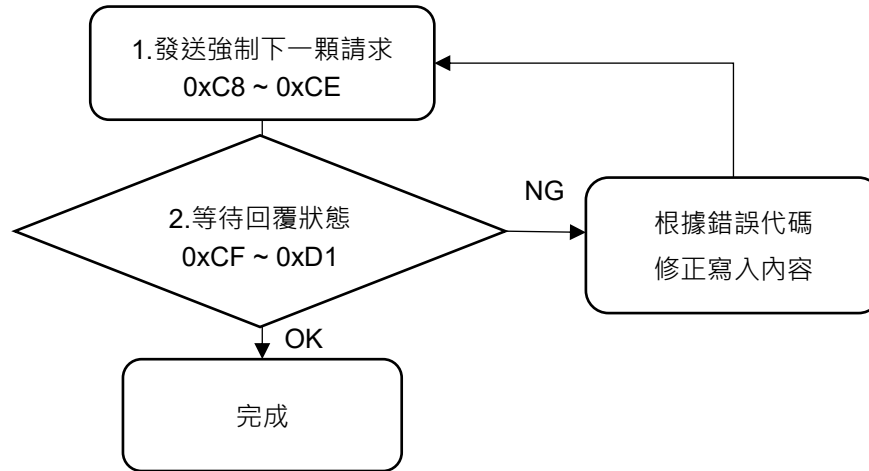 1.發送強制下一顆請求
0xC8 ~ 0xCE
2.等待回覆狀態
0xCF ~ 0xD1
NG
根據錯誤代碼
修正寫入內容
OK
完成